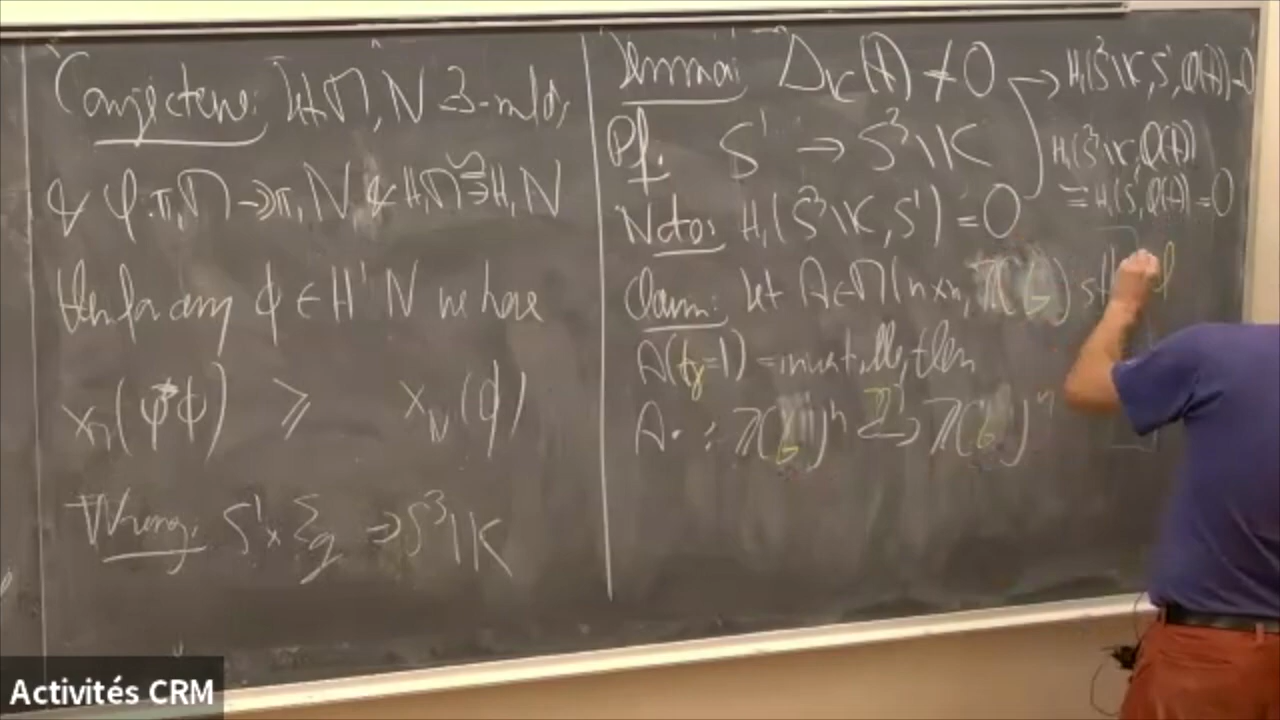 Conjecture: let M, N 3-mfds,
& φ: π₁M ↠ π₁N & H₁M ≅ H₁N
then for any ϕ ∈ H¹N we have
x_M(φ*ϕ) ≥ x_N(ϕ)
Wrong: S¹ × Σ_g → S³\K
Lemma: Δ_K(t) ≠ 0
Pf. S¹ → S³\K
Note: H₁(S³\K, S¹) = 0
→ H₁(S³\K, S¹, Q(t)) = 0
H₁(S³\K, Q(t))
≅ H₁(S¹, Q(t)) = 0
Claim: let A ∈ M(n×n, Z[G])
A(g=1) = invertible, then
A· : Z[G]ⁿ → Z[G]ⁿ
Activités CRM